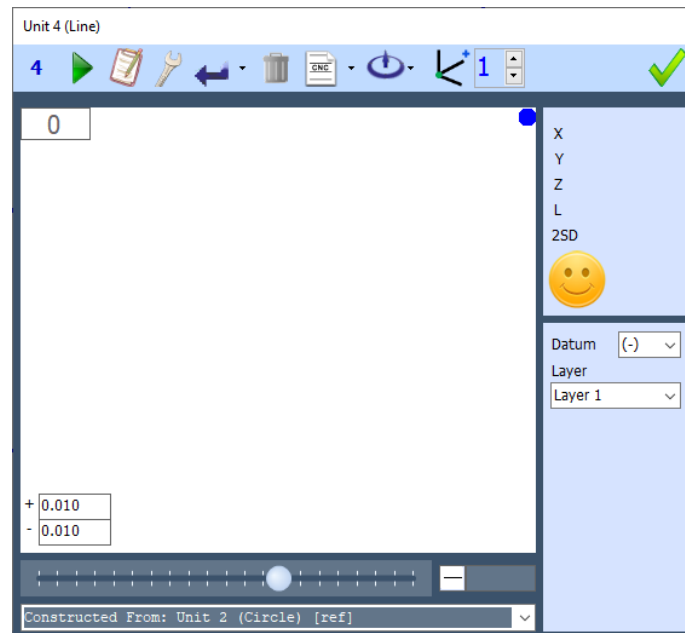 Unit 4 (Line)
4 CNC 1
0
X
Y
Z
L
2SD
Datum (-)
Layer
Layer 1
+ 0.010
- 0.010
Constructed From: Unit 2 (Circle) [ref]